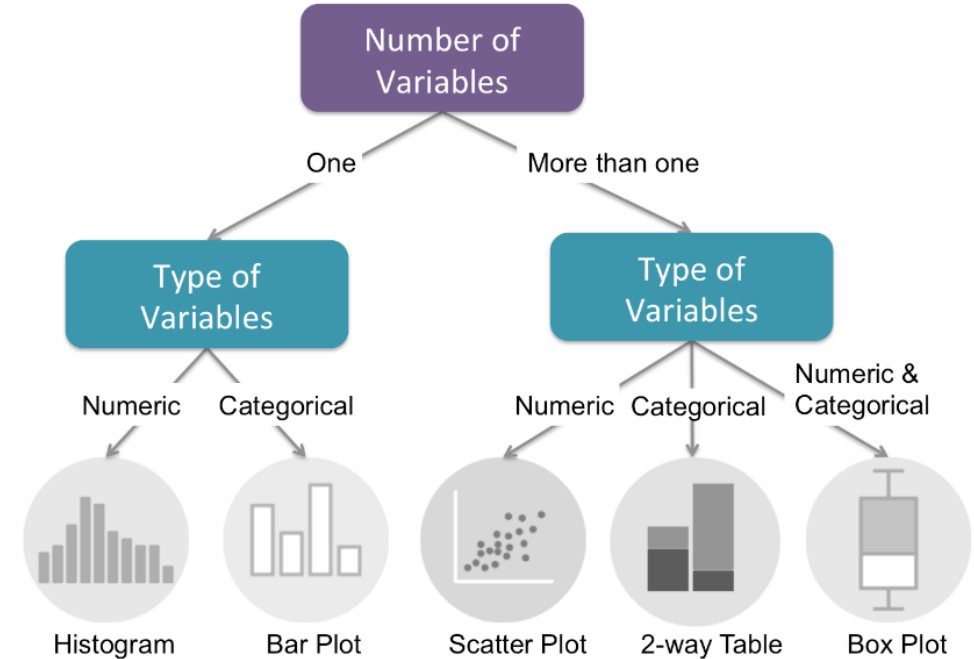 Number of
Variables
One
More than one
Type of
Variables
Type of
Variables
Numeric
Categorical
Numeric
Categorical
Numeric &
Categorical
Histogram
Bar Plot
Scatter Plot
2-way Table
Box Plot